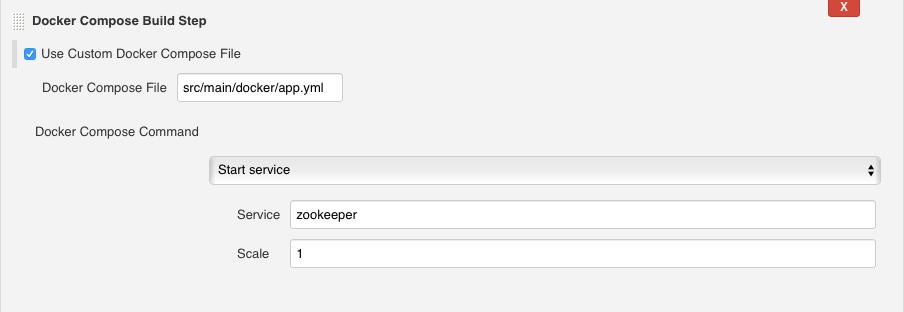 X
Docker Compose Build Step
Use Custom Docker Compose File
Docker Compose File src/main/docker/app.yml
Docker Compose Command
Start service
Service zookeeper
Scale 1